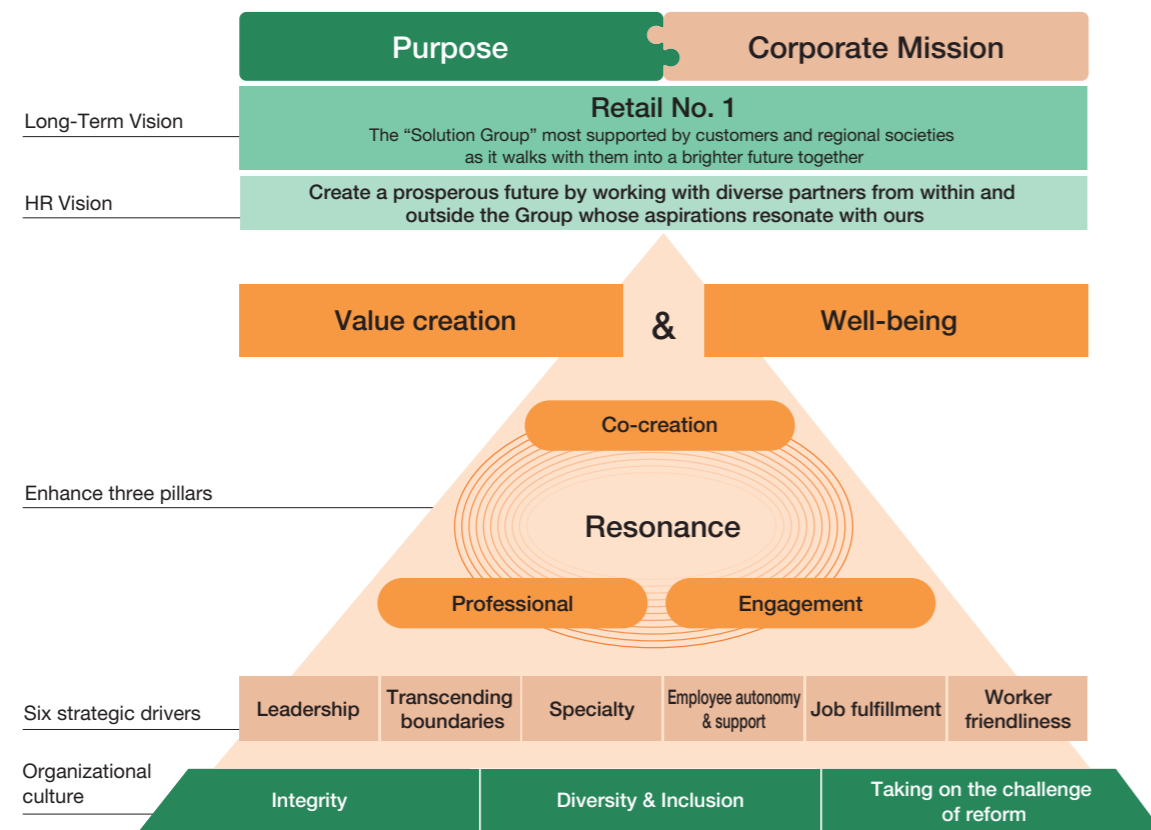 Purpose
Corporate Mission
Long-Term Vision
Retail No. 1
The “Solution Group” most supported by customers and regional societies
as it walks with them into a brighter future together
HR Vision
Create a prosperous future by working with diverse partners from within and
outside the Group whose aspirations resonate with ours
Value creation
&
Well-being
Co-creation
Enhance three pillars
Resonance
Professional
Engagement
Six strategic drivers
Leadership
Transcending
boundaries
Specialty
Employee autonomy
& support
Job fulfillment
Worker
friendliness
Organizational
culture
Integrity
Diversity & Inclusion
Taking on the challenge
of reform